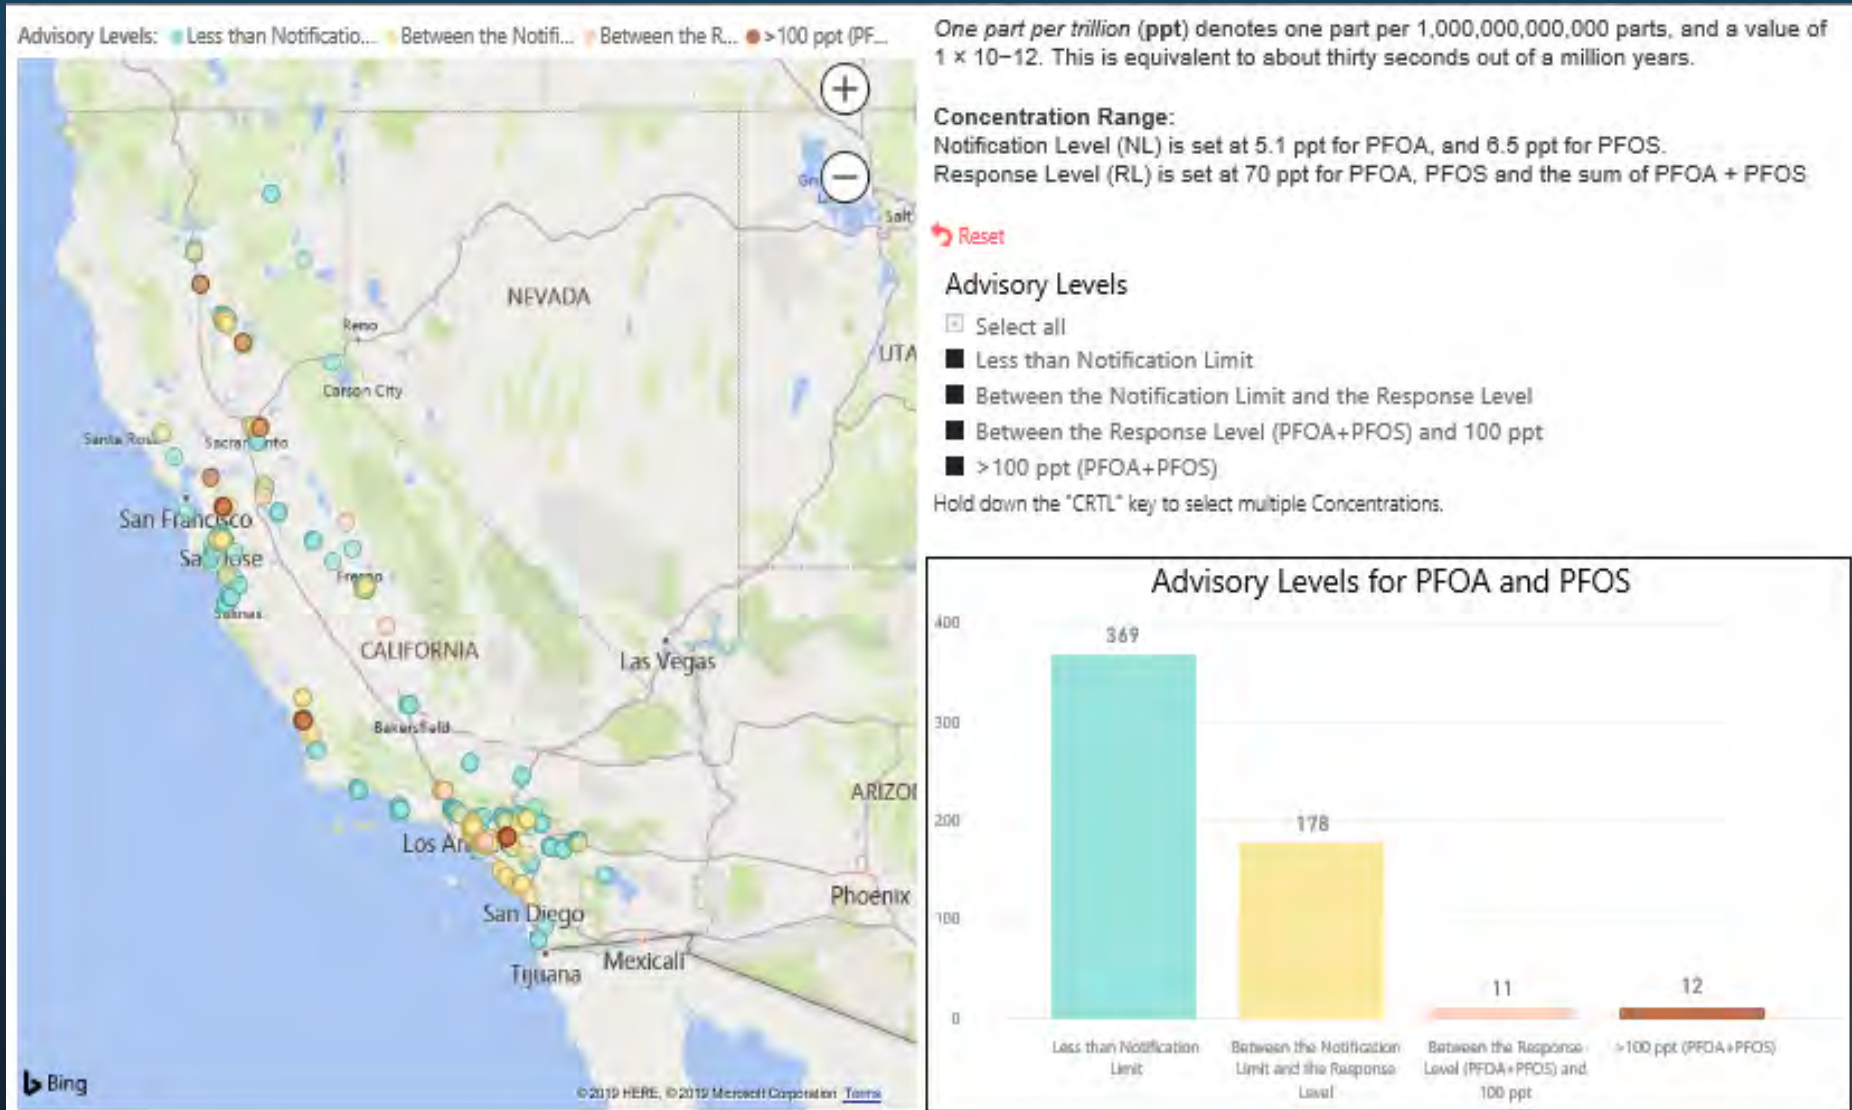 Advisory Levels: Less than Notificatio... Between the Notifi... Between the R... >100 ppt (PF...
One part per trillion (ppt) denotes one part per 1,000,000,000,000 parts, and a value of
1 × 10−12. This is equivalent to about thirty seconds out of a million years.
Concentration Range:
Notification Level (NL) is set at 5.1 ppt for PFOA, and 6.5 ppt for PFOS.
Response Level (RL) is set at 70 ppt for PFOA, PFOS and the sum of PFOA + PFOS
Reset
Advisory Levels
Select all
Less than Notification Limit
Between the Notification Limit and the Response Level
Between the Response Level (PFOA+PFOS) and 100 ppt
>100 ppt (PFOA+PFOS)
Hold down the "CRTL" key to select multiple Concentrations.
Salt
NEVADA
Reno
UTA
Carson City
Santa
San Francisco
Fresno
CALIFORNIA
Las Vegas
Bakersfield
ARIZO
Los An
Phoenix
San Diego
Mexicali
Tijuana
Bing
© 2019 HERE, © 2019 Microsoft Corporation Terms
Advisory Levels for PFOA and PFOS
400
369
300
200
178
100
11
12
0
Less than Notification
Limit
Between the Notification
Limit and the Response
Level
Between the Response
Level (PFOA+PFOS) and
100 ppt
>100 ppt (PFOA+PFOS)